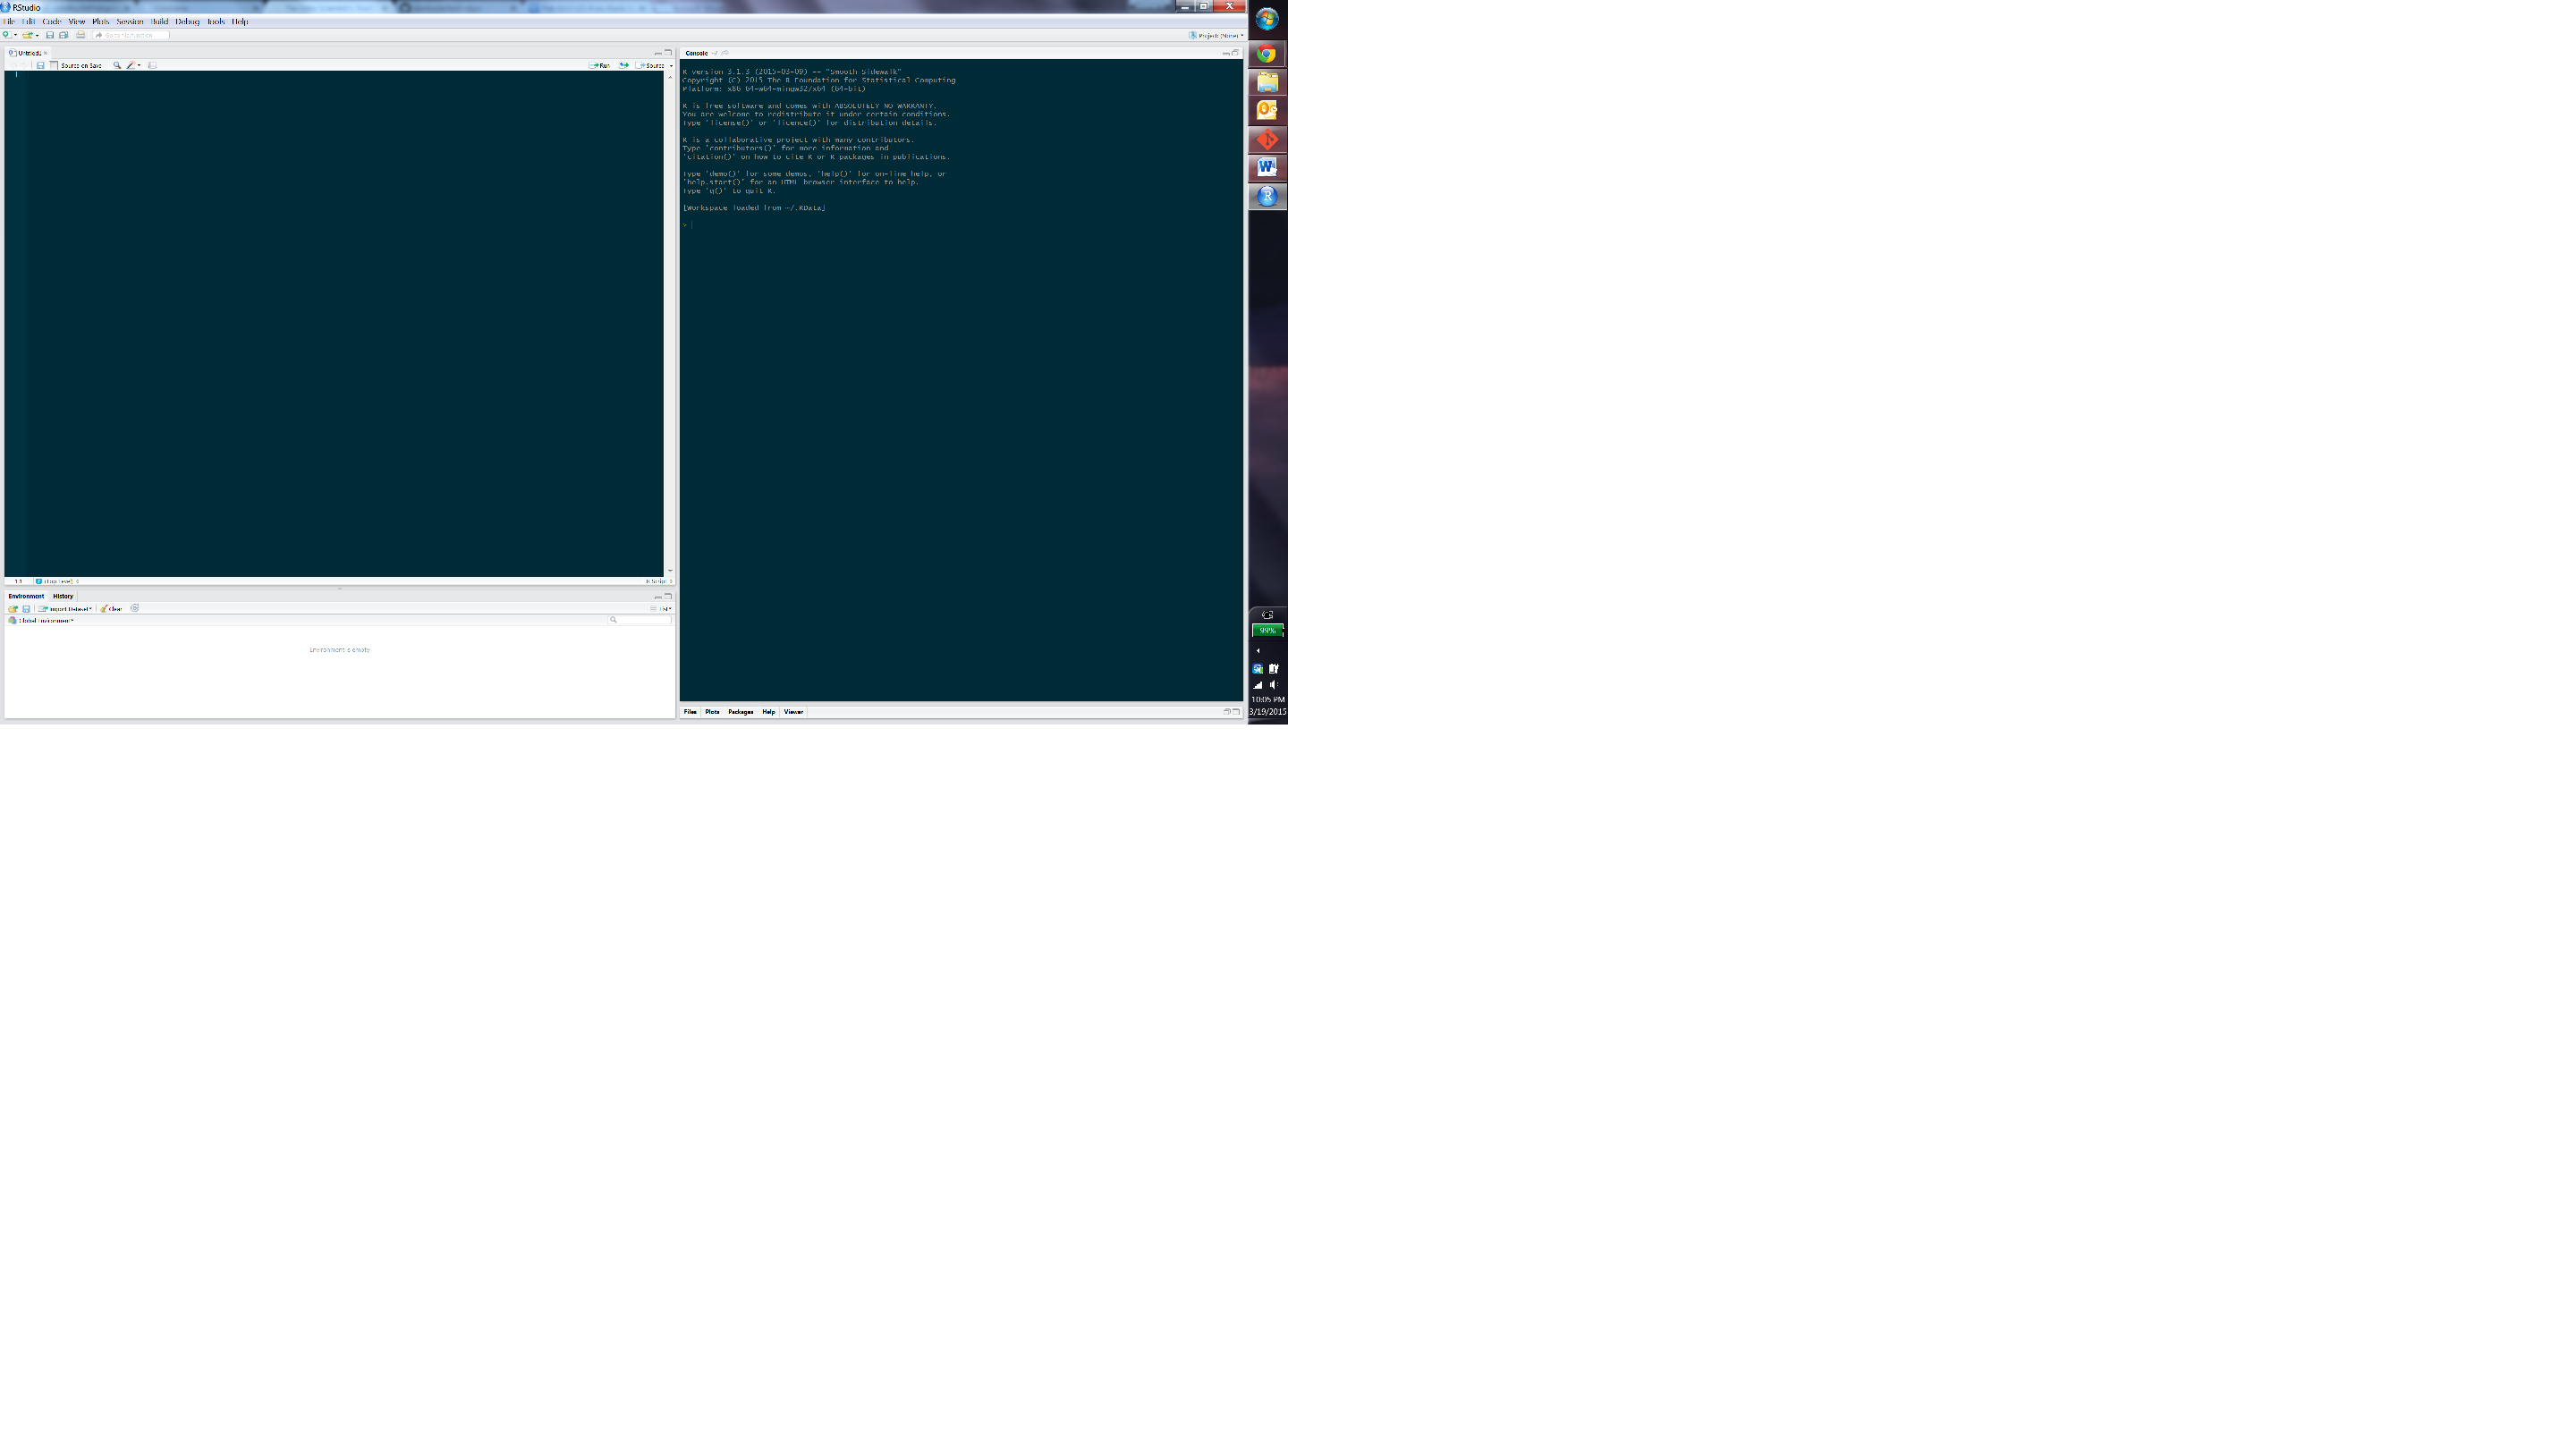 RStudio
File Edit Code View Plots Session Build Debug Tools Help
Go to file/function
Project: (None)
Untitled1
Source on Save
Run
Source
1
1:1
(Top Level)
R Script
Environment History
Import Dataset
Clear
List
Global Environment
Environment is empty
Console ~/
R version 3.1.3 (2015-03-09) -- "Smooth Sidewalk"
Copyright (C) 2015 The R Foundation for Statistical Computing
Platform: x86_64-w64-mingw32/x64 (64-bit)
R is free software and comes with ABSOLUTELY NO WARRANTY.
You are welcome to redistribute it under certain conditions.
Type 'license()' or 'licence()' for distribution details.
R is a collaborative project with many contributors.
Type 'contributors()' for more information and
'citation()' on how to cite R or R packages in publications.
Type 'demo()' for some demos, 'help()' for on-line help, or
'help.start()' for an HTML browser interface to help.
Type 'q()' to quit R.
[Workspace loaded from ~/.RData]
>
Files Plots Packages Help Viewer
99%
10:05 PM
3/19/2015